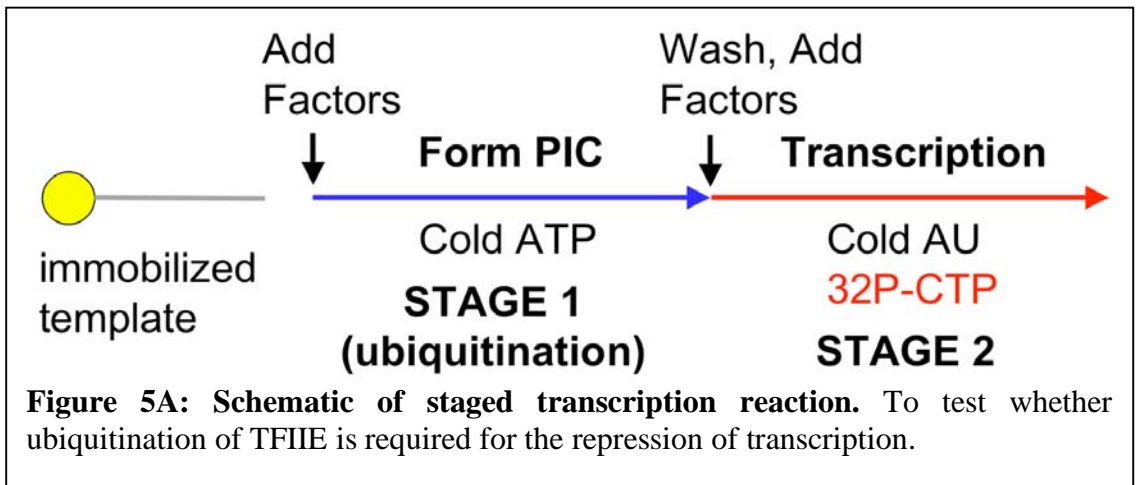 Add
Factors
Wash, Add
Factors
Form PIC
Transcription
immobilized
template
Cold ATP
STAGE 1
(ubiquitination)
Cold AU
32P-CTP
STAGE 2
Figure 5A: Schematic of staged transcription reaction. To test whether
ubiquitination of TFIIE is required for the repression of transcription.